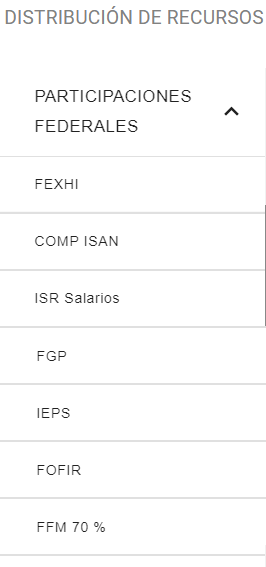 DISTRIBUCIÓN DE RECURSOS
PARTICIPACIONES
FEDERALES
FEXHI
COMP ISAN
ISR Salarios
FGP
IEPS
FOFIR
FFM 70 %